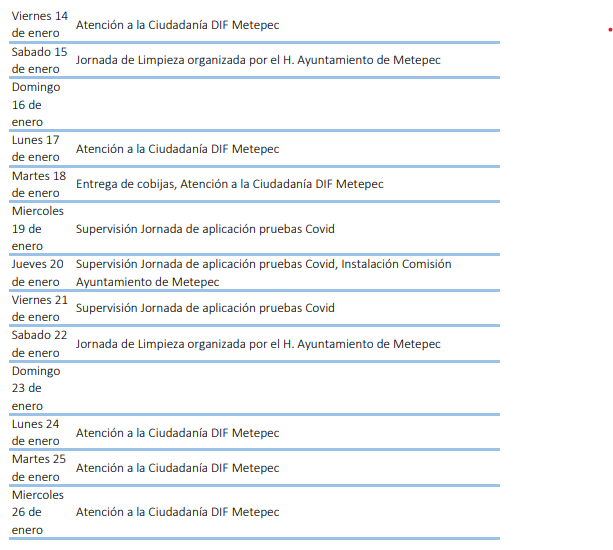 Viernes 14
de enero
Atención a la Ciudadanía DIF Metepec
Sabado 15
de enero
Jornada de Limpieza organizada por el H. Ayuntamiento de Metepec
Domingo
16 de
enero
Lunes 17
de enero
Atención a la Ciudadanía DIF Metepec
Martes 18
de enero
Entrega de cobijas, Atención a la Ciudadanía DIF Metepec
Miercoles
19 de
enero
Supervisión Jornada de aplicación pruebas Covid
Jueves 20
de enero
Supervisión Jornada de aplicación pruebas Covid, Instalación Comisión
Ayuntamiento de Metepec
Viernes 21
de enero
Supervisión Jornada de aplicación pruebas Covid
Sabado 22
de enero
Jornada de Limpieza organizada por el H. Ayuntamiento de Metepec
Domingo
23 de
enero
Lunes 24
de enero
Atención a la Ciudadanía DIF Metepec
Martes 25
de enero
Atención a la Ciudadanía DIF Metepec
Miercoles
26 de
enero
Atención a la Ciudadanía DIF Metepec